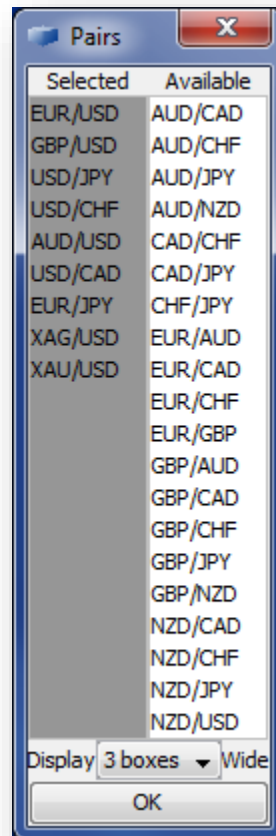 Pairs
Selected Available
EUR/USD AUD/CAD
GBP/USD AUD/CHF
USD/JPY AUD/JPY
USD/CHF AUD/NZD
AUD/USD CAD/CHF
USD/CAD CAD/JPY
EUR/JPY CHF/JPY
XAG/USD EUR/AUD
XAU/USD EUR/CAD
EUR/CHF
EUR/GBP
GBP/AUD
GBP/CAD
GBP/CHF
GBP/JPY
GBP/NZD
NZD/CAD
NZD/CHF
NZD/JPY
NZD/USD
Display 3 boxes Wide
OK